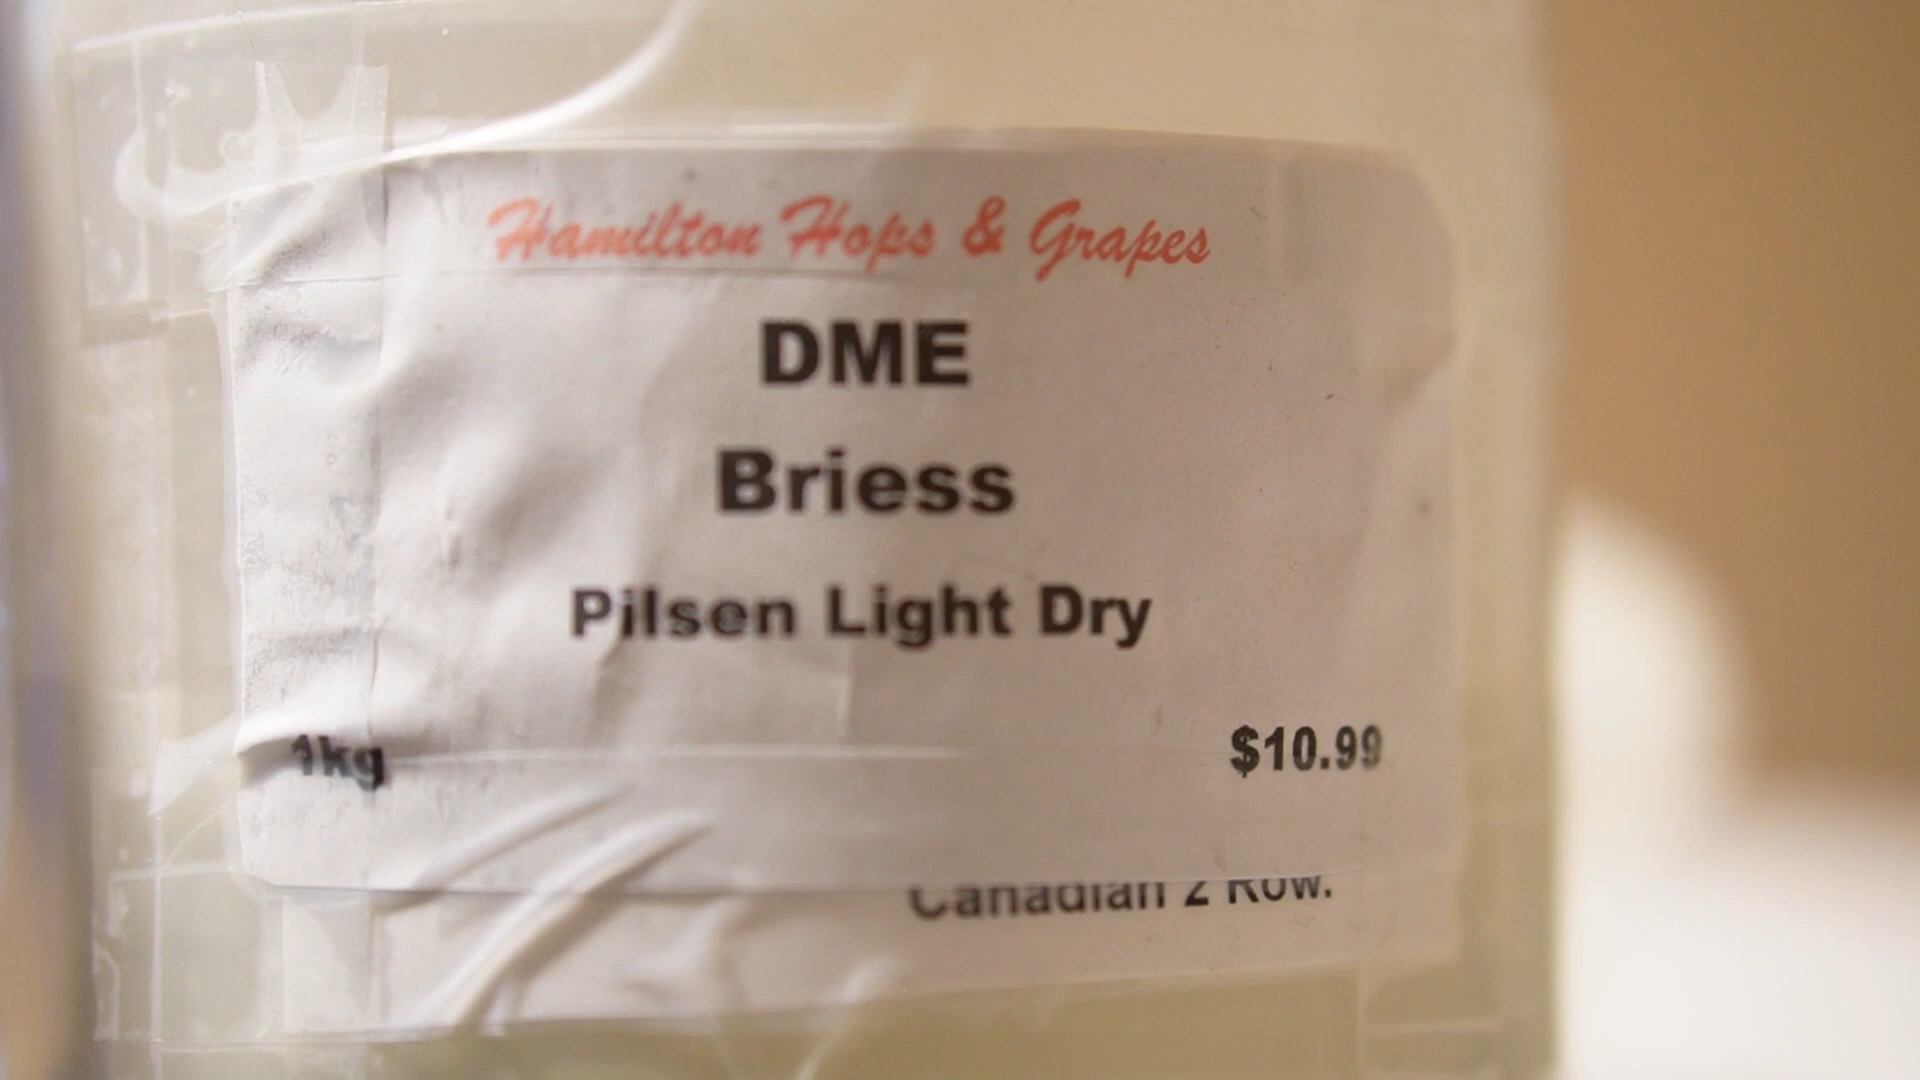 Hamilton Hops & Grapes
DME
Briess
Pilsen Light Dry
1kg $10.99
Canadian 2 Row.